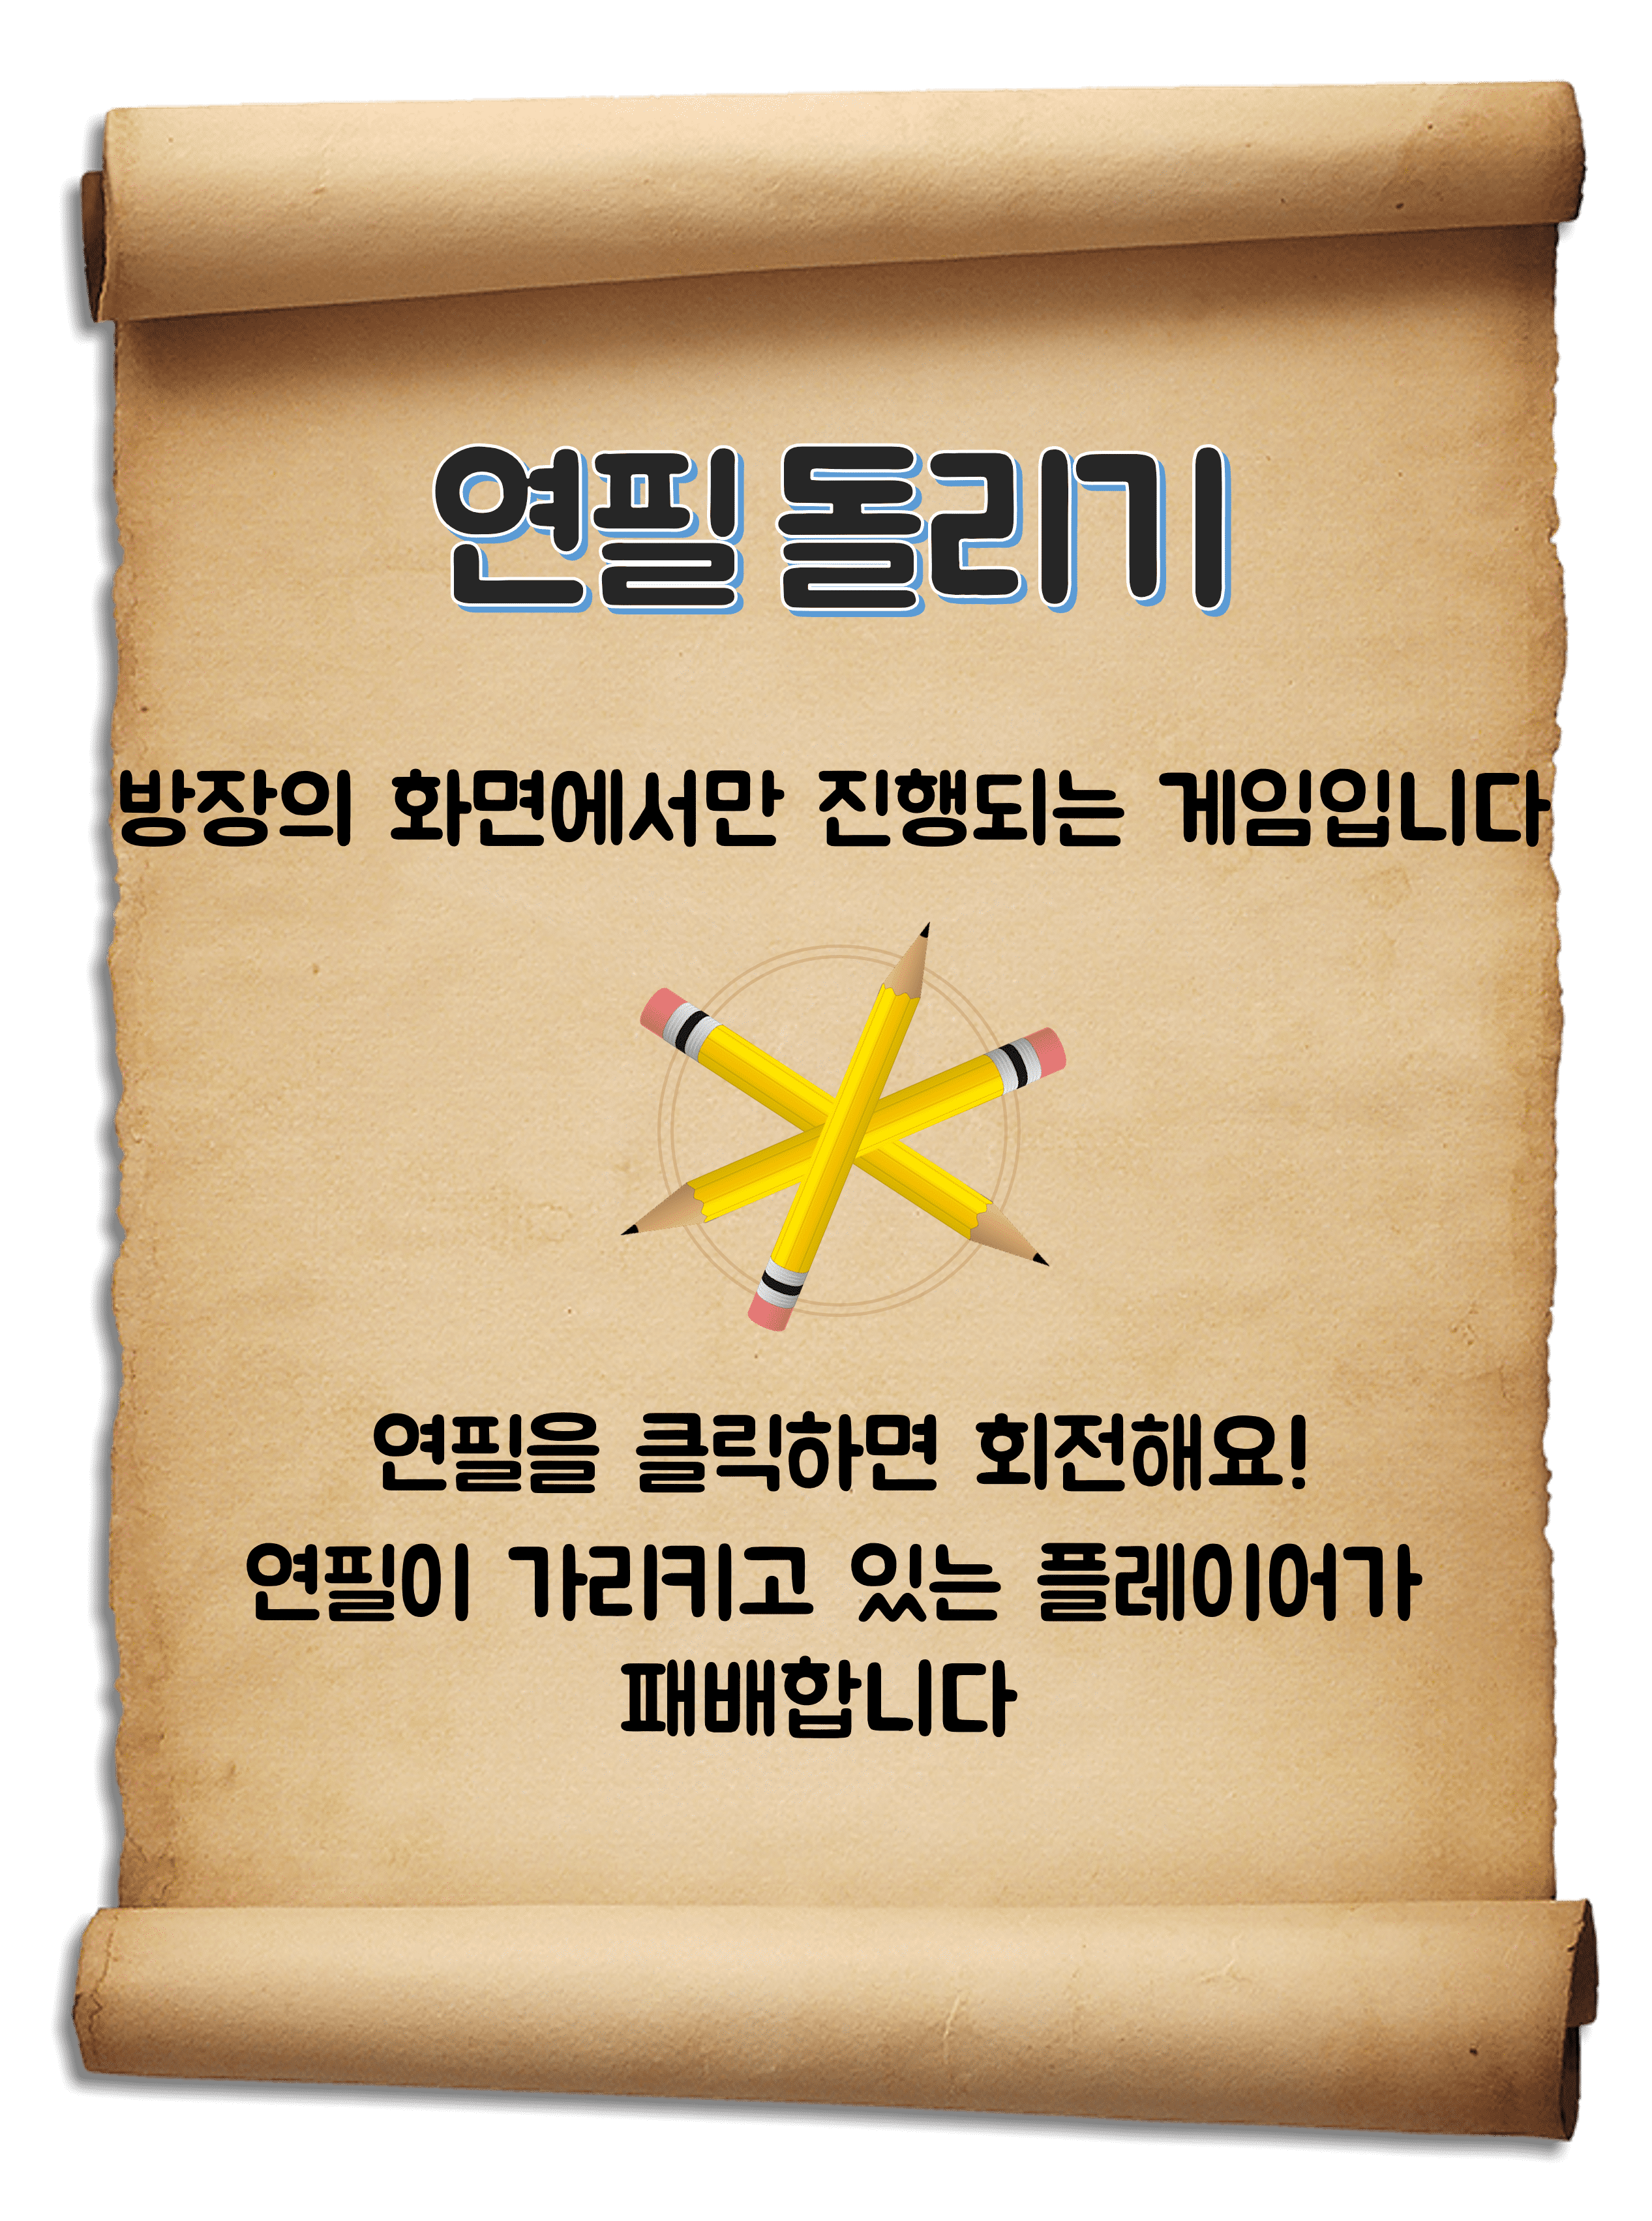 연필 돌리기
방장의 화면에서만 진행되는 게임입니다
연필을 클릭하면 회전해요!
연필이 가리키고 있는 플레이어가
패배합니다